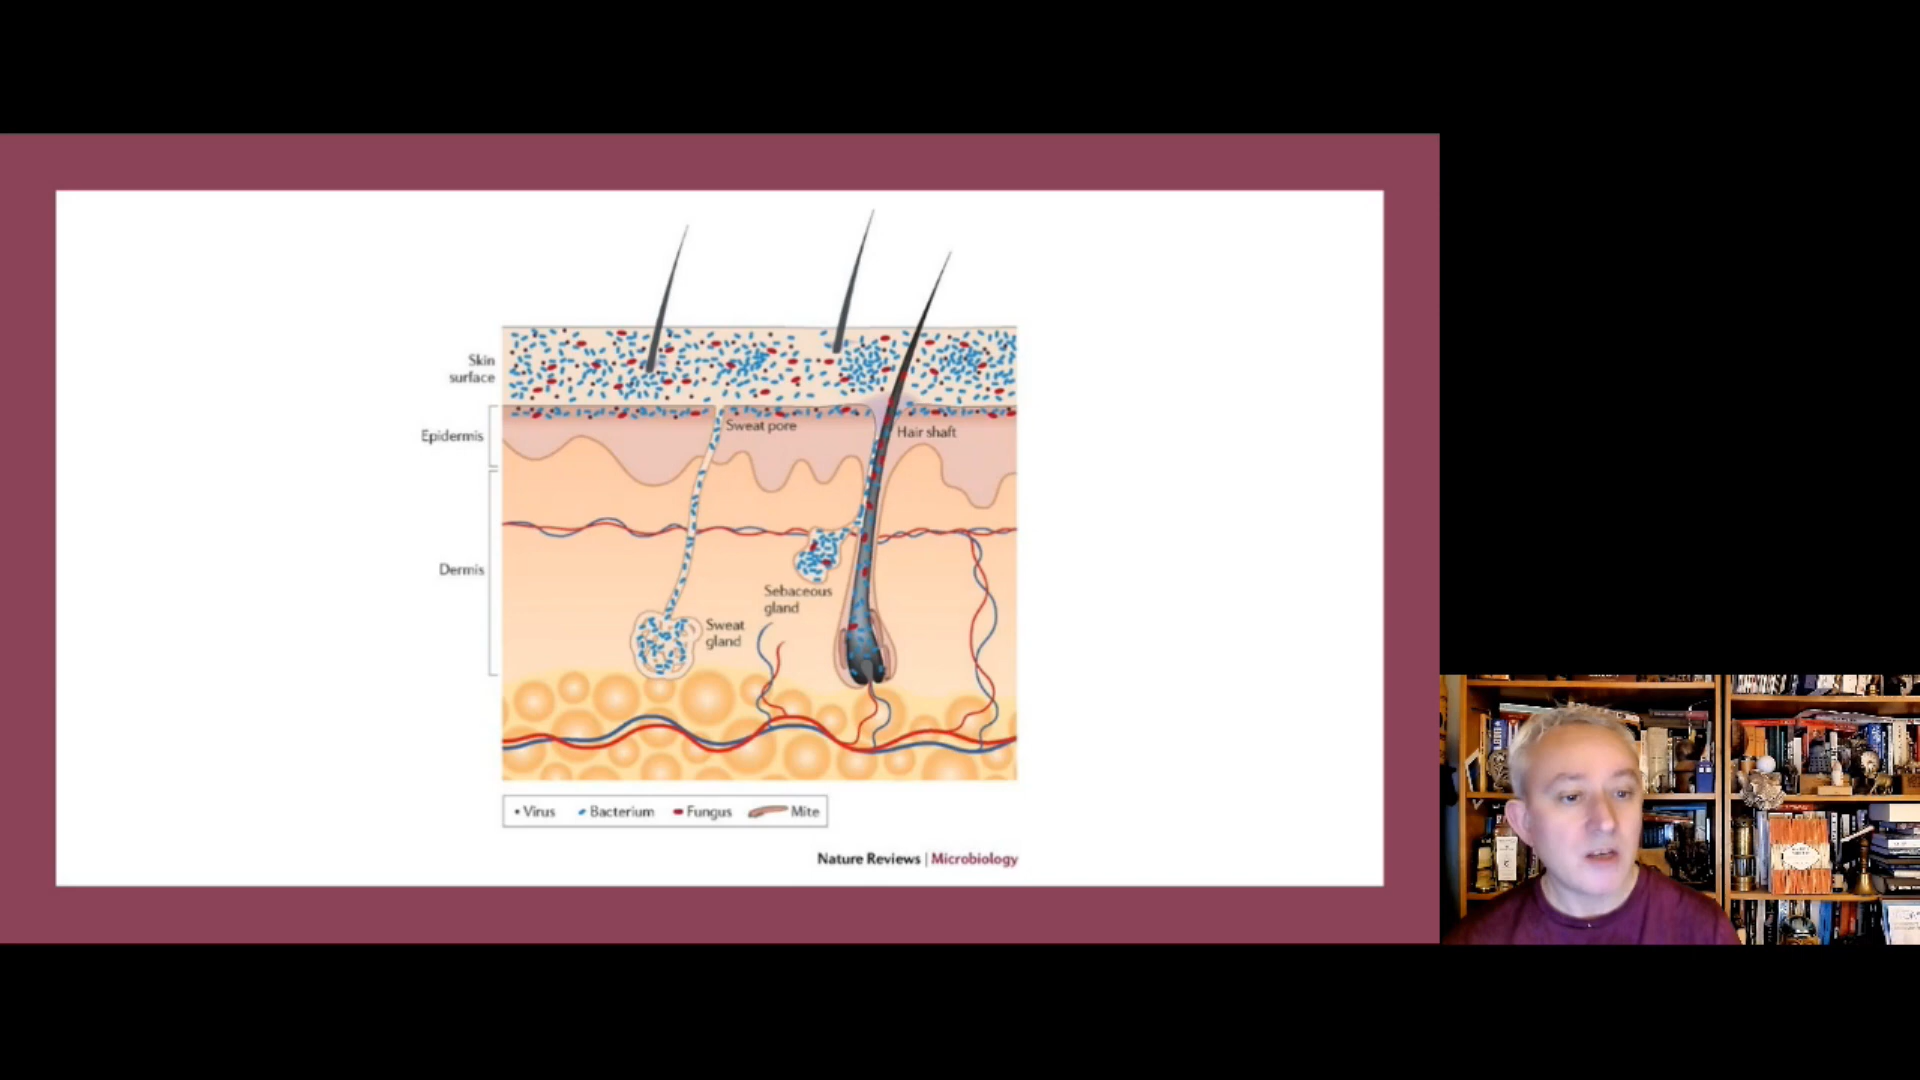 Skin
surface
Epidermis
Sweat pore
Hair shaft
Dermis
Sebaceous
gland
Sweat
gland
Virus
Bacterium
Fungus
Mite
Nature Reviews | Microbiology